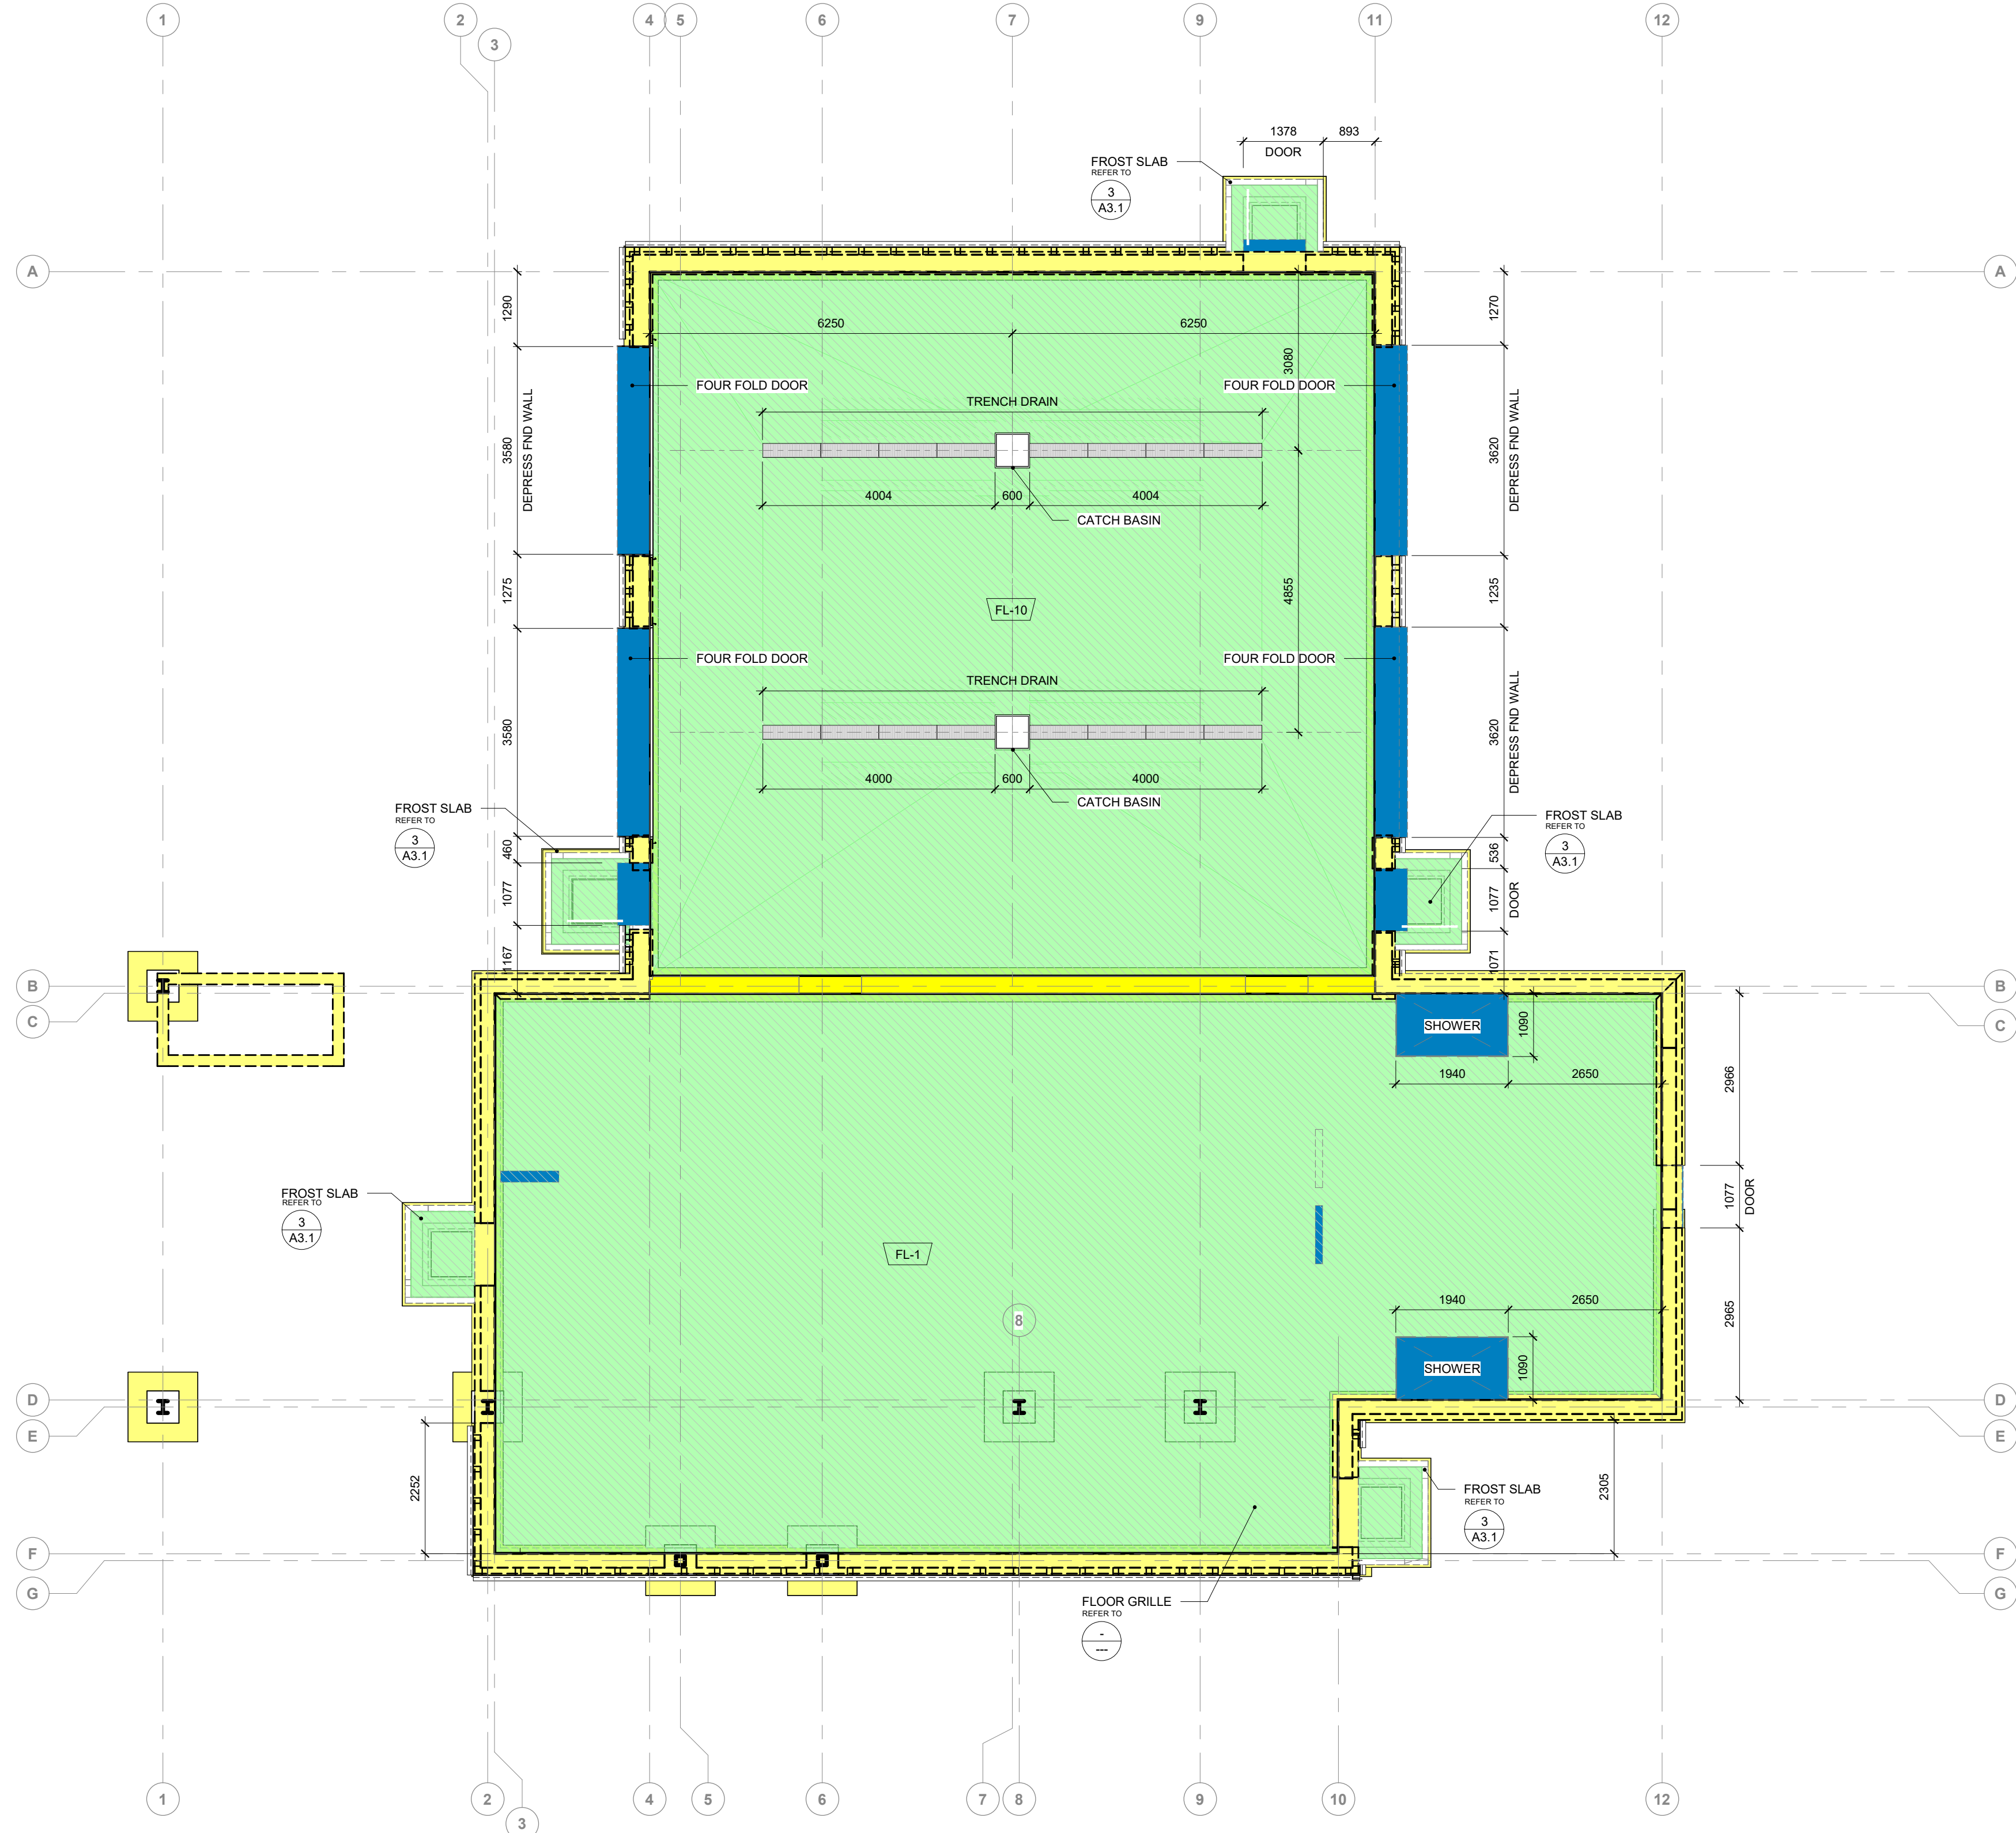 1
2
3
4
5
6
7
9
11
12
1378
893
DOOR
FROST SLAB
REFER TO
3
A3.1
A
A
1290
1270
6250
6250
3080
FOUR FOLD DOOR
FOUR FOLD DOOR
TRENCH DRAIN
3580
DEPRESS FND WALL
3620
DEPRESS FND WALL
4004
600
4004
CATCH BASIN
1275
4855
1235
FL-10
FOUR FOLD DOOR
FOUR FOLD DOOR
TRENCH DRAIN
3580
3620
DEPRESS FND WALL
4000
600
4000
CATCH BASIN
FROST SLAB
REFER TO
3
A3.1
FROST SLAB
REFER TO
3
A3.1
460
536
1077
1077
DOOR
1167
1071
B
B
C
C
SHOWER
1090
1940
2650
2966
FROST SLAB
REFER TO
3
A3.1
1077
DOOR
FL-1
1940
2650
2965
8
SHOWER
1090
D
D
E
E
2252
2305
FROST SLAB
REFER TO
3
A3.1
F
F
G
G
FLOOR GRILLE
REFER TO
-
---
1
2
3
4
5
6
7
8
9
10
12